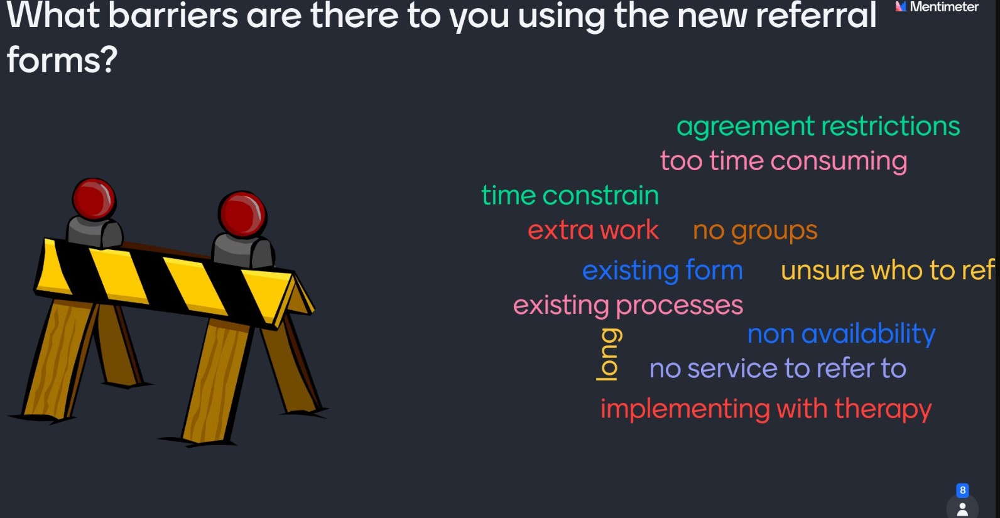 What barriers are there to you using the new referral
forms?
Mentimeter
agreement restrictions
too time consuming
time constrain
extra work
no groups
existing form
unsure who to ref
existing processes
long
non availability
no service to refer to
implementing with therapy
8